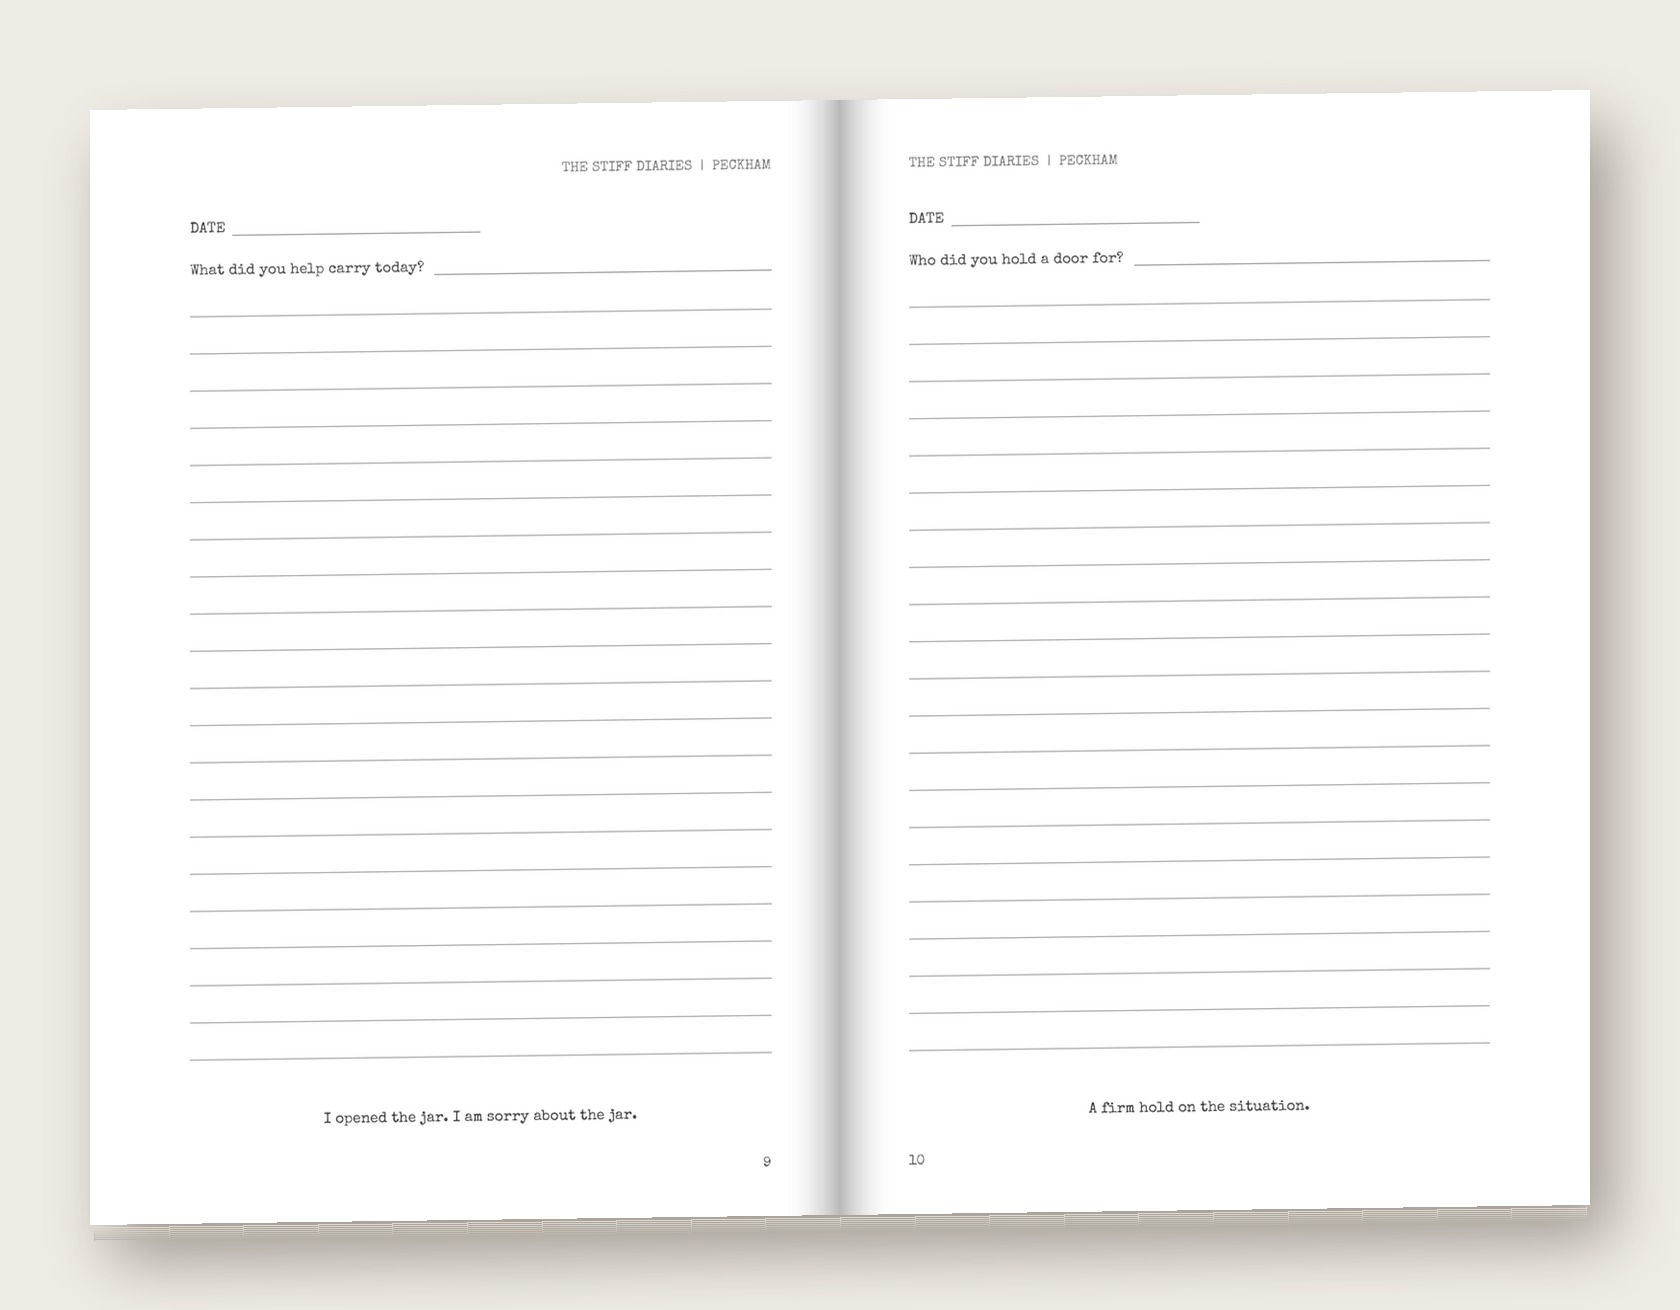 THE STIFF DIARIES | PECKHAM
DATE
What did you help carry today?
I opened the jar. I am sorry about the jar.
9
THE STIFF DIARIES | PECKHAM
DATE
Who did you hold a door for?
A firm hold on the situation.
10